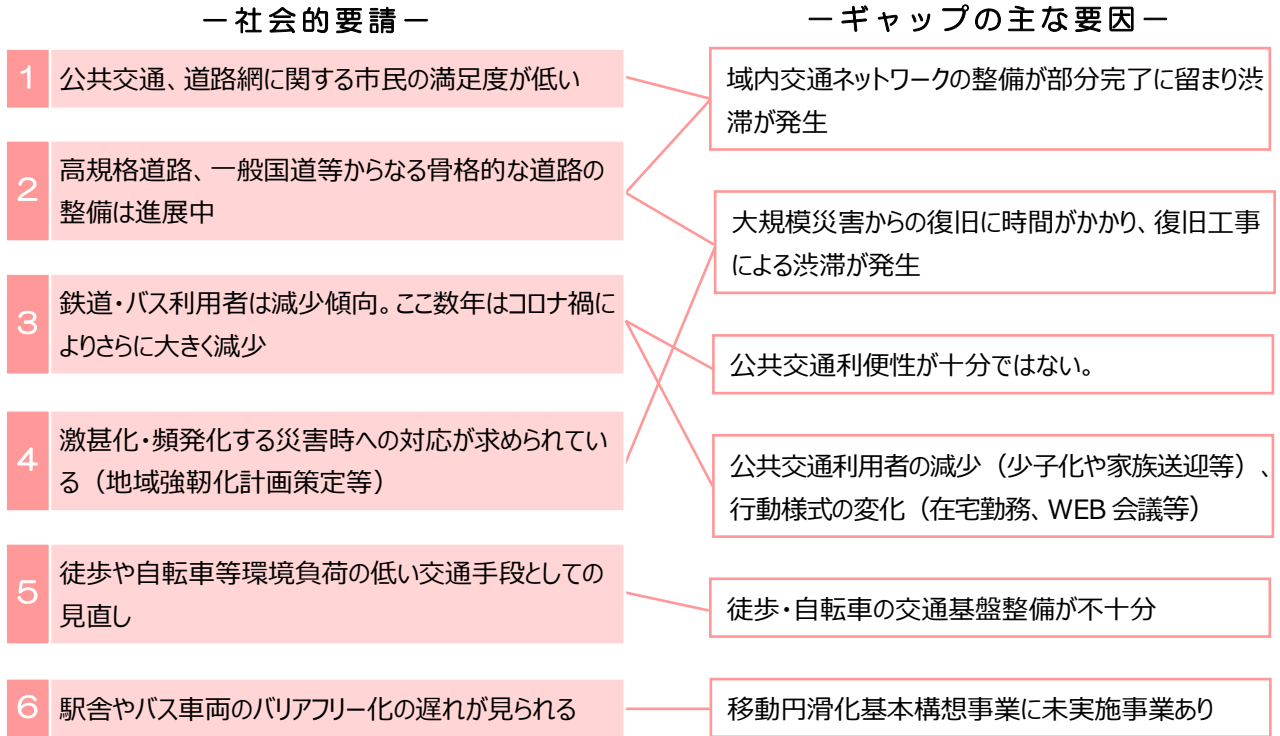 －社会的要請－
1 公共交通、道路網に関する市民の満足度が低い
2 高規格道路、一般国道等からなる骨格的な道路の
整備は進展中
3 鉄道・バス利用者は減少傾向。ここ数年はコロナ禍に
よりさらに大きく減少
4 激甚化・頻発化する災害時への対応が求められてい
る（地域強靭化計画策定等）
5 徒歩や自転車等環境負荷の低い交通手段としての
見直し
6 駅舎やバス車両のバリアフリー化の遅れが見られる
－ギャップの主な要因－
域内交通ネットワークの整備が部分完了に留まり渋
滞が発生
大規模災害からの復旧に時間がかかり、復旧工事
による渋滞が発生
公共交通利便性が十分ではない。
公共交通利用者の減少（少子化や家族送迎等）、
行動様式の変化（在宅勤務、WEB 会議等）
徒歩・自転車の交通基盤整備が不十分
移動円滑化基本構想事業に未実施事業あり